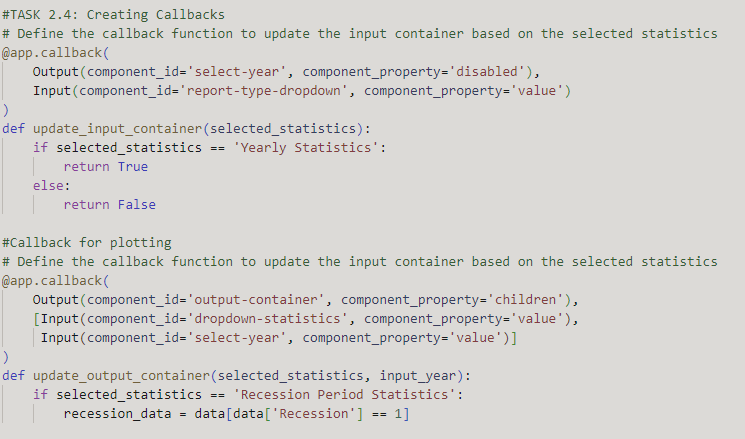 #TASK 2.4: Creating Callbacks
# Define the callback function to update the input container based on the selected statistics
@app.callback(
    Output(component_id='select-year', component_property='disabled'),
    Input(component_id='report-type-dropdown', component_property='value')
)
def update_input_container(selected_statistics):
    if selected_statistics == 'Yearly Statistics':
        return True
    else:
        return False

#Callback for plotting
# Define the callback function to update the input container based on the selected statistics
@app.callback(
    Output(component_id='output-container', component_property='children'),
    [Input(component_id='dropdown-statistics', component_property='value'),
     Input(component_id='select-year', component_property='value')]
)
def update_output_container(selected_statistics, input_year):
    if selected_statistics == 'Recession Period Statistics':
        recession_data = data[data['Recession'] == 1]